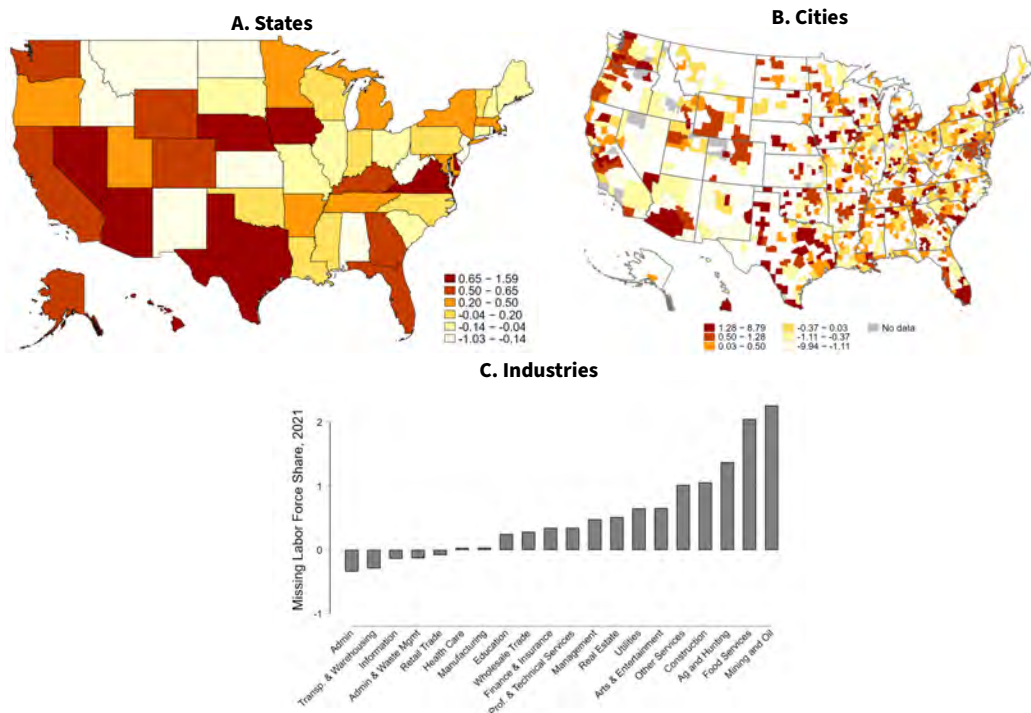 A. States
0.65 − 1.59
0.50 − 0.65
0.20 − 0.50
-0.04 − 0.20
-0.14 − -0.04
-1.03 − -0.14
B. Cities
1.28 − 8.79
0.50 − 1.28
0.03 − 0.50
-0.37 − 0.03
-1.11 − -0.37
-9.94 − -1.11
No data
C. Industries
Missing Labor Force Share, 2021
2
1
0
-1
Admin
Transp. & Warehousing
Information
Admin & Waste Mgmt
Retail Trade
Health Care
Manufacturing
Education
Wholesale Trade
Finance & Insurance
Prof. & Technical Services
Management
Real Estate
Utilities
Arts & Entertainment
Other Services
Construction
Ag and Hunting
Food Services
Mining and Oil